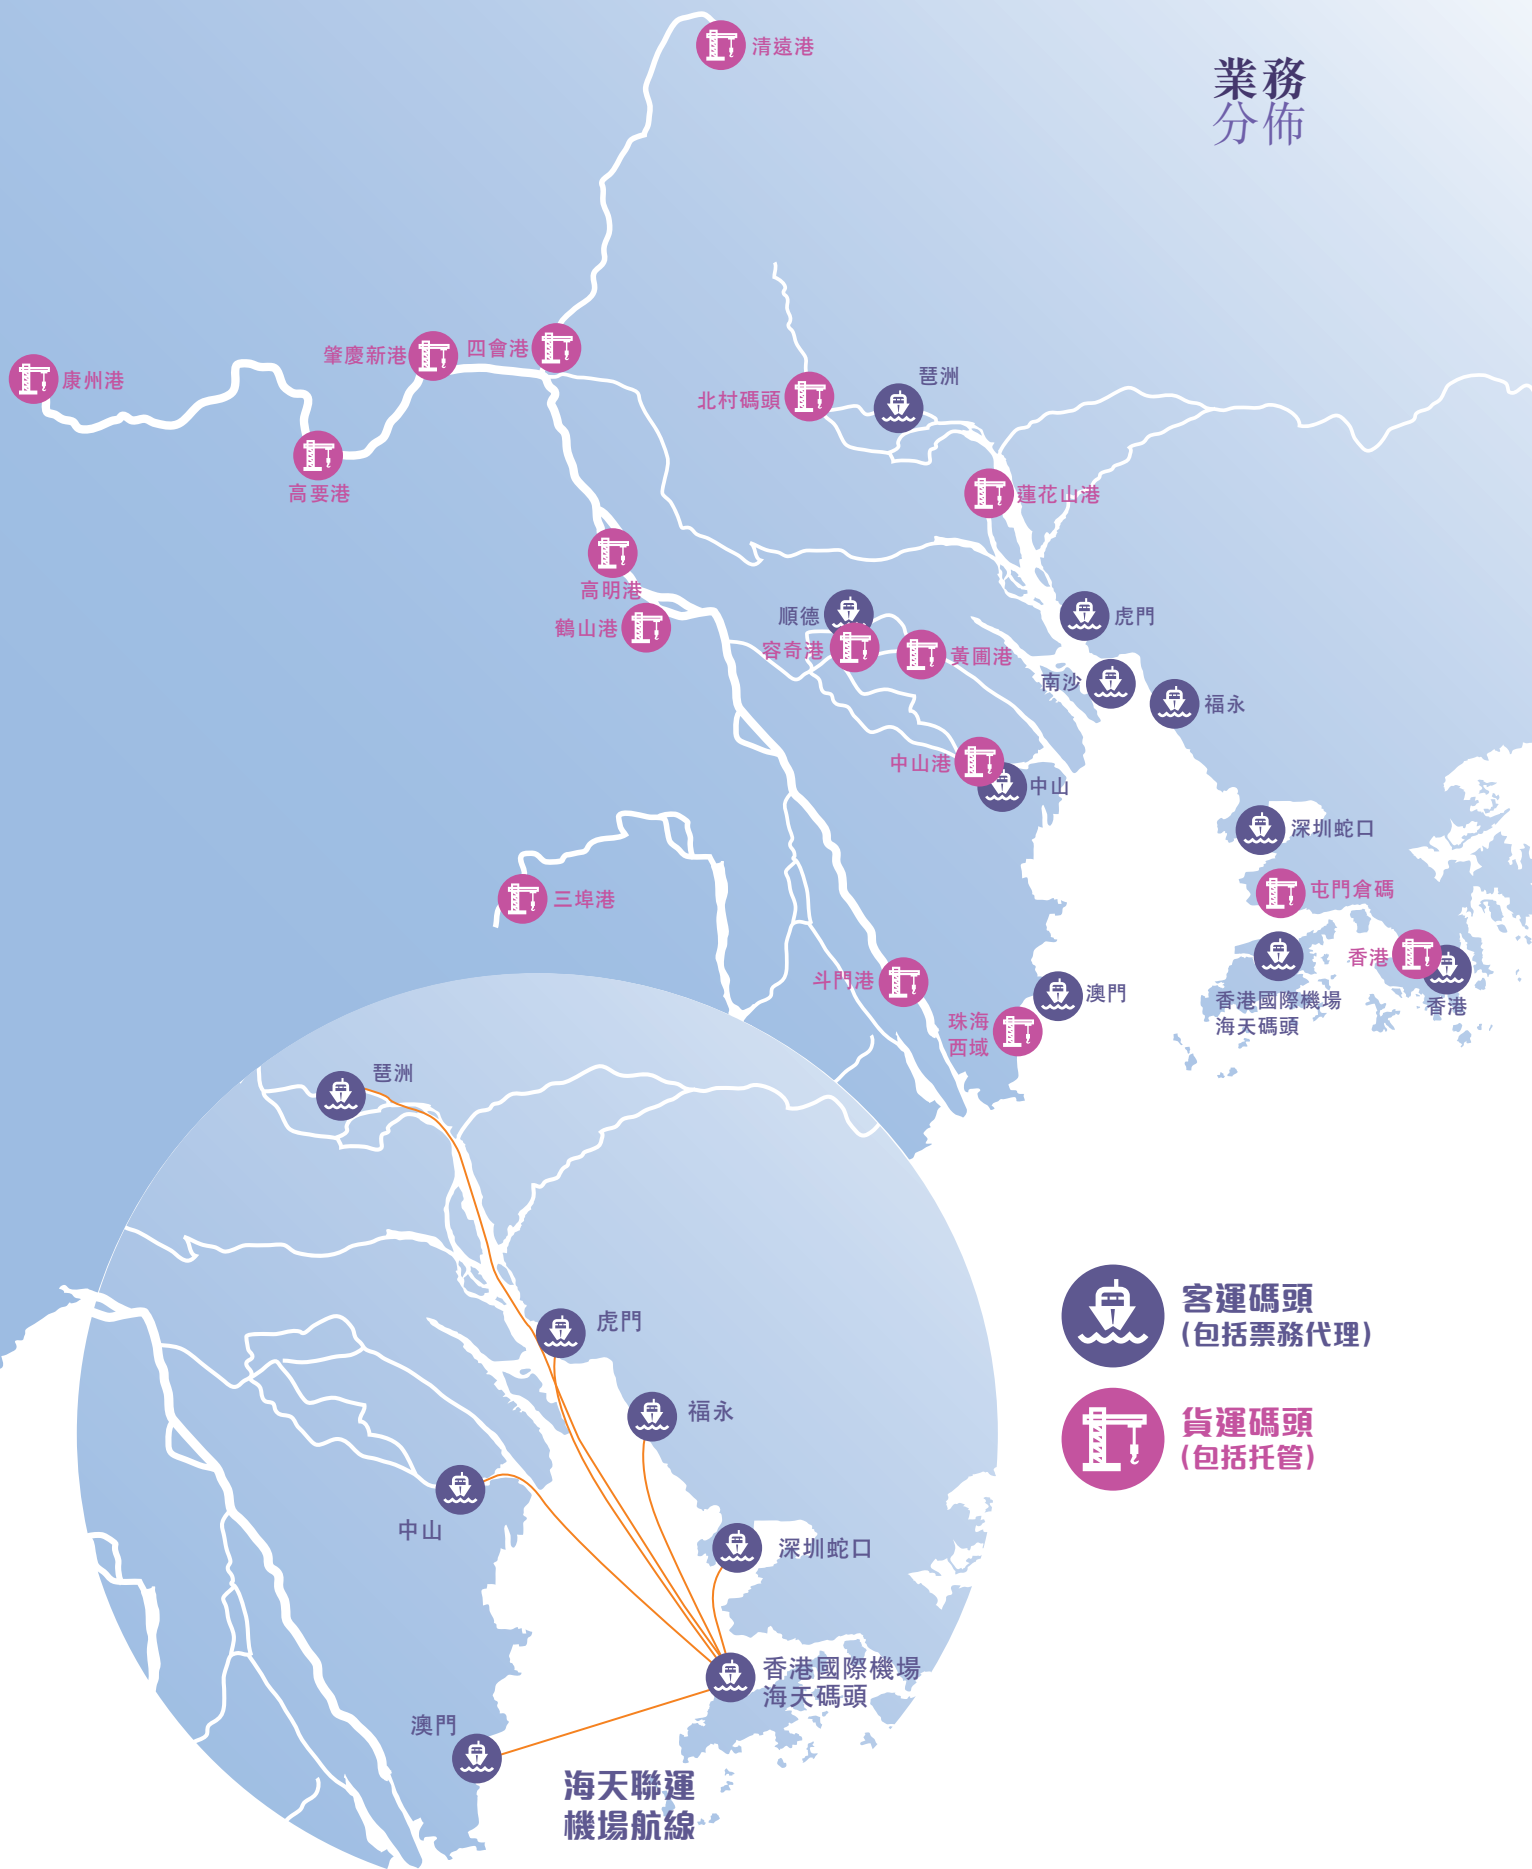 業務
分佈
清遠港
肇慶新港
四會港
康州港
北村碼頭
琶洲
高要港
蓮花山港
高明港
鶴山港
順德
容奇港
黃圃港
虎門
南沙
福永
中山港
中山
深圳蛇口
三埠港
屯門倉碼
斗門港
香港
香港
香港國際機場
海天碼頭
澳門
珠海
西域
琶洲
虎門
福永
中山
深圳蛇口
香港國際機場
海天碼頭
澳門
海天聯運
機場航線
客運碼頭
(包括票務代理)
貨運碼頭
(包括托管)